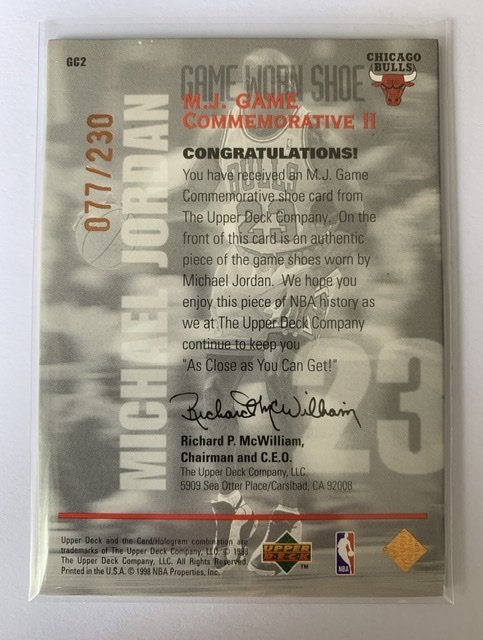 GC2
CHICAGO
BULLS
GAME WORN SHOE
M.J. GAME
COMMEMORATIVE II
077/230
MICHAEL JORDAN
CONGRATULATIONS!
You have received an M.J. Game
Commemorative shoe card from
The Upper Deck Company. On the
front of this card is an authentic
piece of the game shoes worn by
Michael Jordan. We hope you
enjoy this piece of NBA history as
we at The Upper Deck Company
continue to keep you
"As Close as You Can Get!"
23
Richard McWilliam
Richard P. McWilliam,
Chairman and C.E.O.
The Upper Deck Company, LLC
5909 Sea Otter Place/Carlsbad, CA 92008
Upper Deck and the Card/Hologram combination are
trademarks of The Upper Deck Company, LLC. © 1998
The Upper Deck Company, LLC. All Rights Reserved.
Printed in the U.S.A. © 1998 NBA Properties, Inc.
UPPER
DECK
TM
NBA